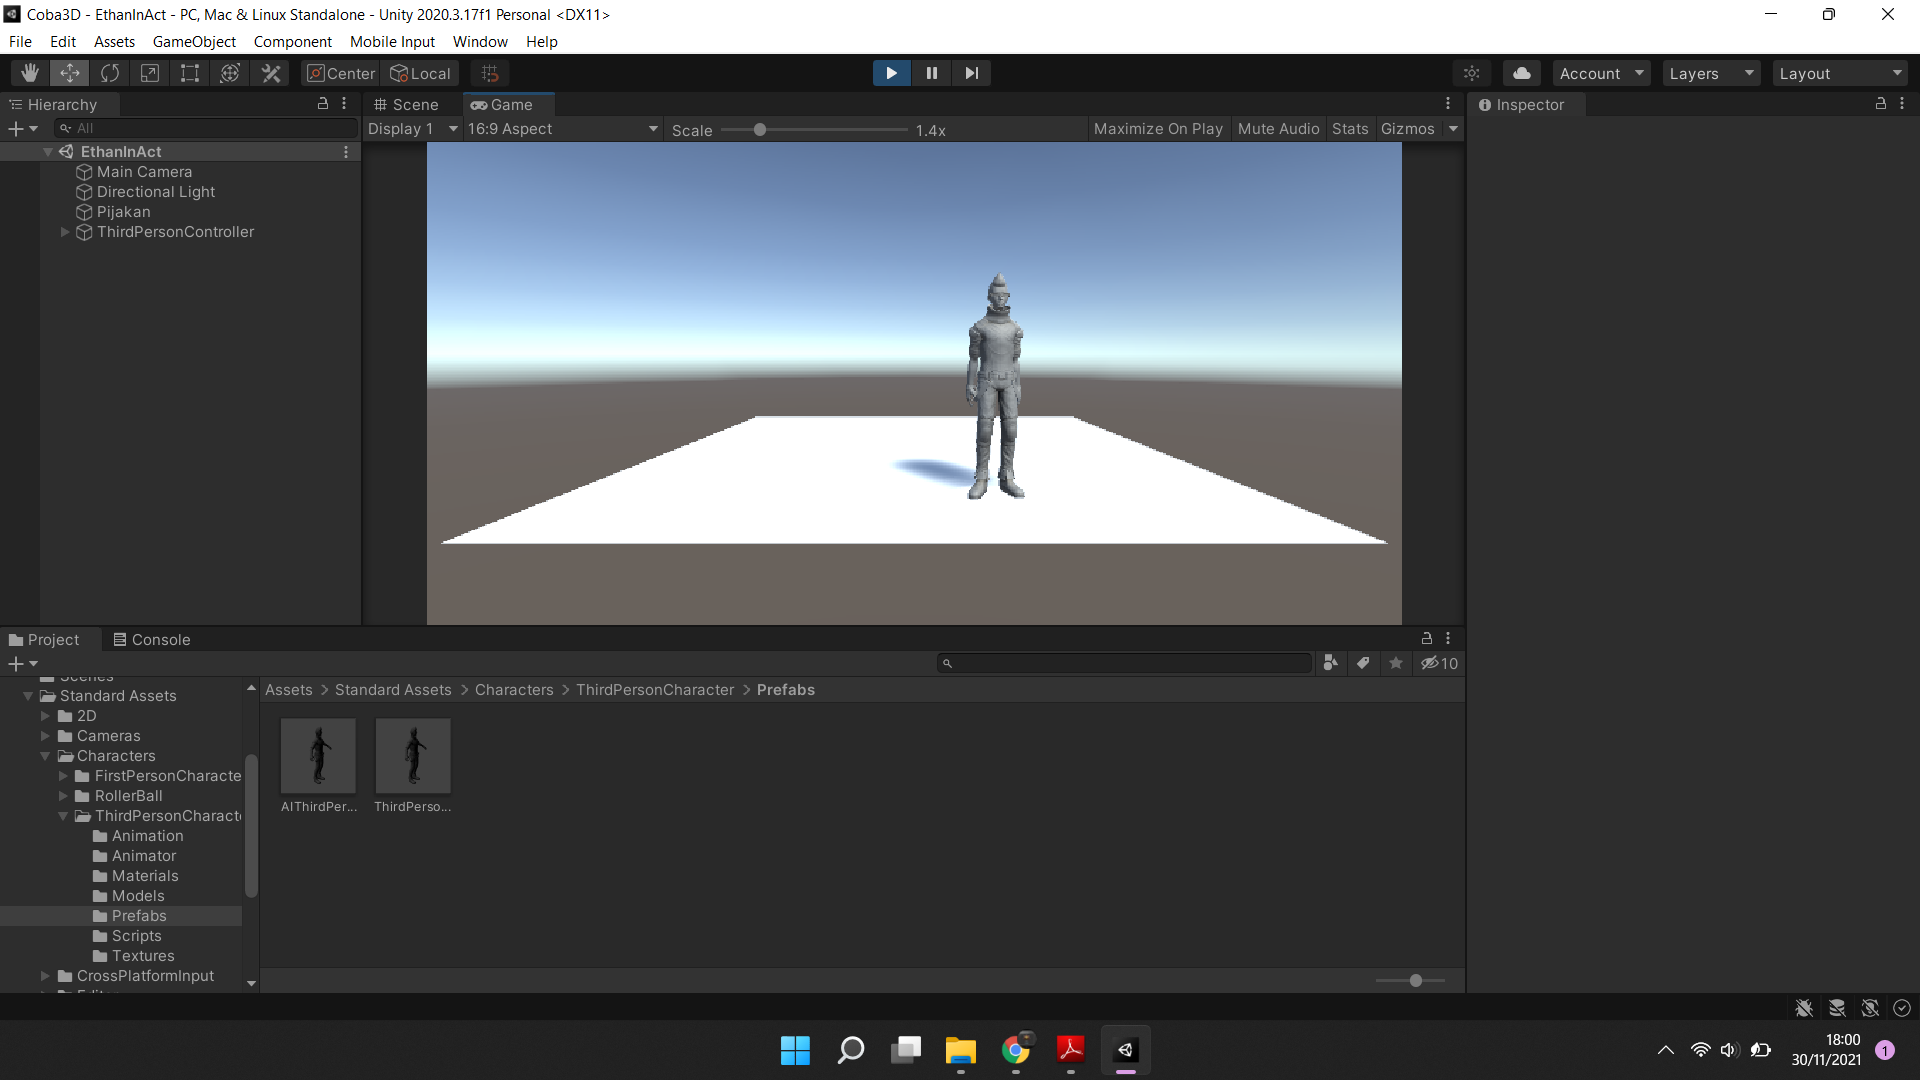 Coba3D - EthanInAct - PC, Mac & Linux Standalone - Unity 2020.3.17f1 Personal <DX11>
File Edit Assets GameObject Component Mobile Input Window Help
Center Local Account Layers Layout
Hierarchy
All
EthanInAct
Main Camera
Directional Light
Pijakan
ThirdPersonController
Scene Game
Display 1 16:9 Aspect Scale 1.4x Maximize On Play Mute Audio Stats Gizmos
Inspector
Project Console
10
Scenes
Standard Assets
2D
Cameras
Characters
FirstPersonCharacte
RollerBall
ThirdPersonCharact
Animation
Animator
Materials
Models
Prefabs
Scripts
Textures
CrossPlatformInput
Assets > Standard Assets > Characters > ThirdPersonCharacter > Prefabs
AIThirdPer... ThirdPerso...
18:00
30/11/2021
1